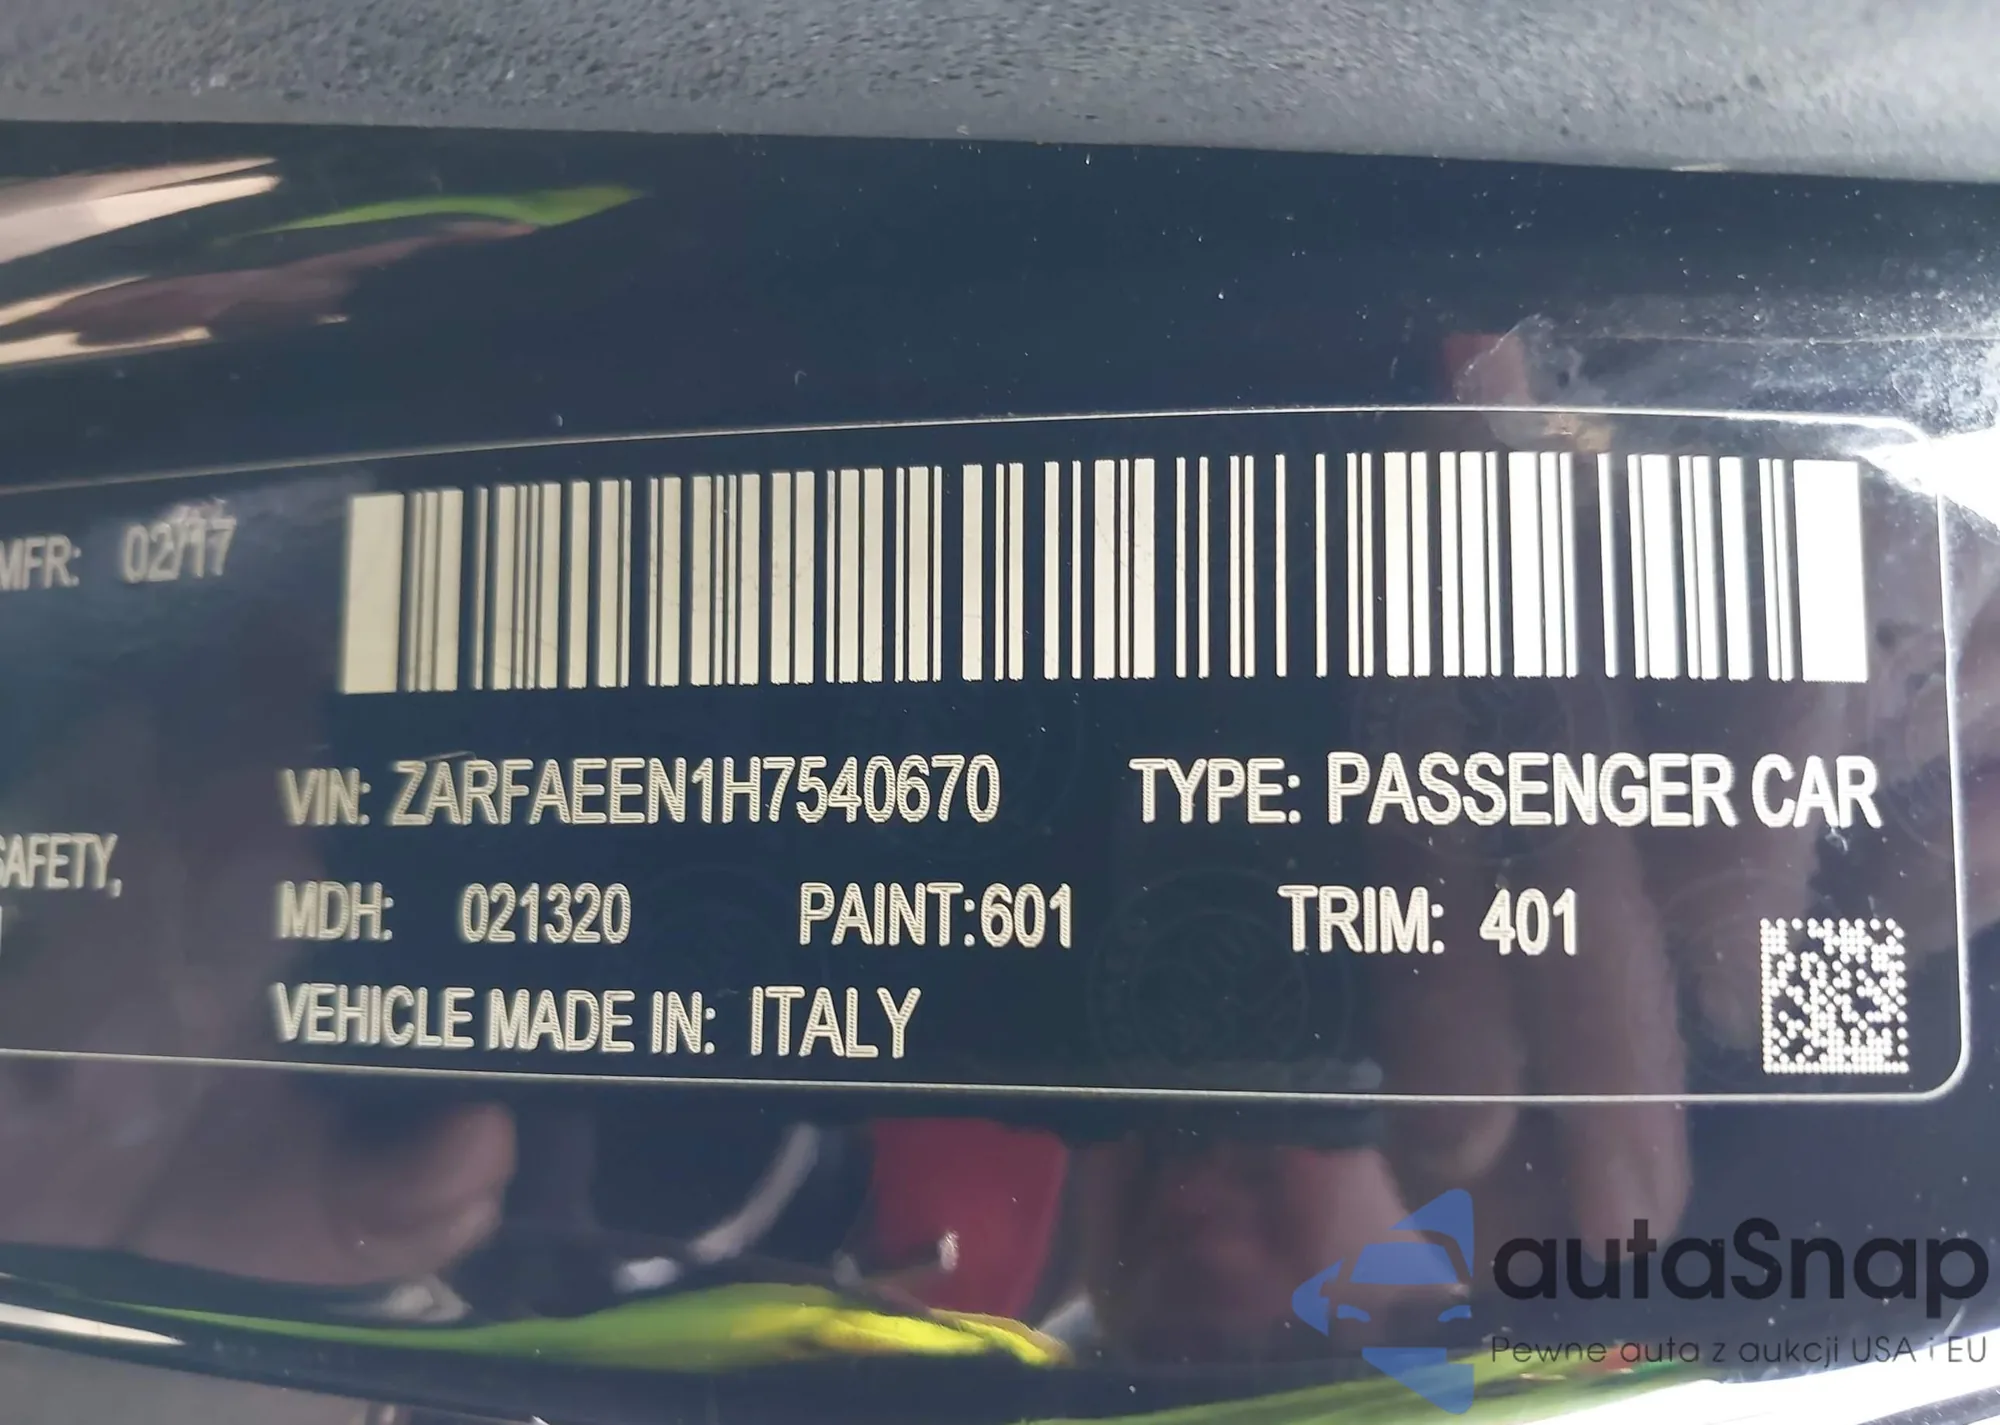 MFR: 02/17
VIN: ZARFAEEN1H7540670 TYPE: PASSENGER CAR
SAFETY,
MDH: 021320 PAINT:601 TRIM: 401
VEHICLE MADE IN: ITALY
autaSnap
Pewne auta z aukcji USA i EU